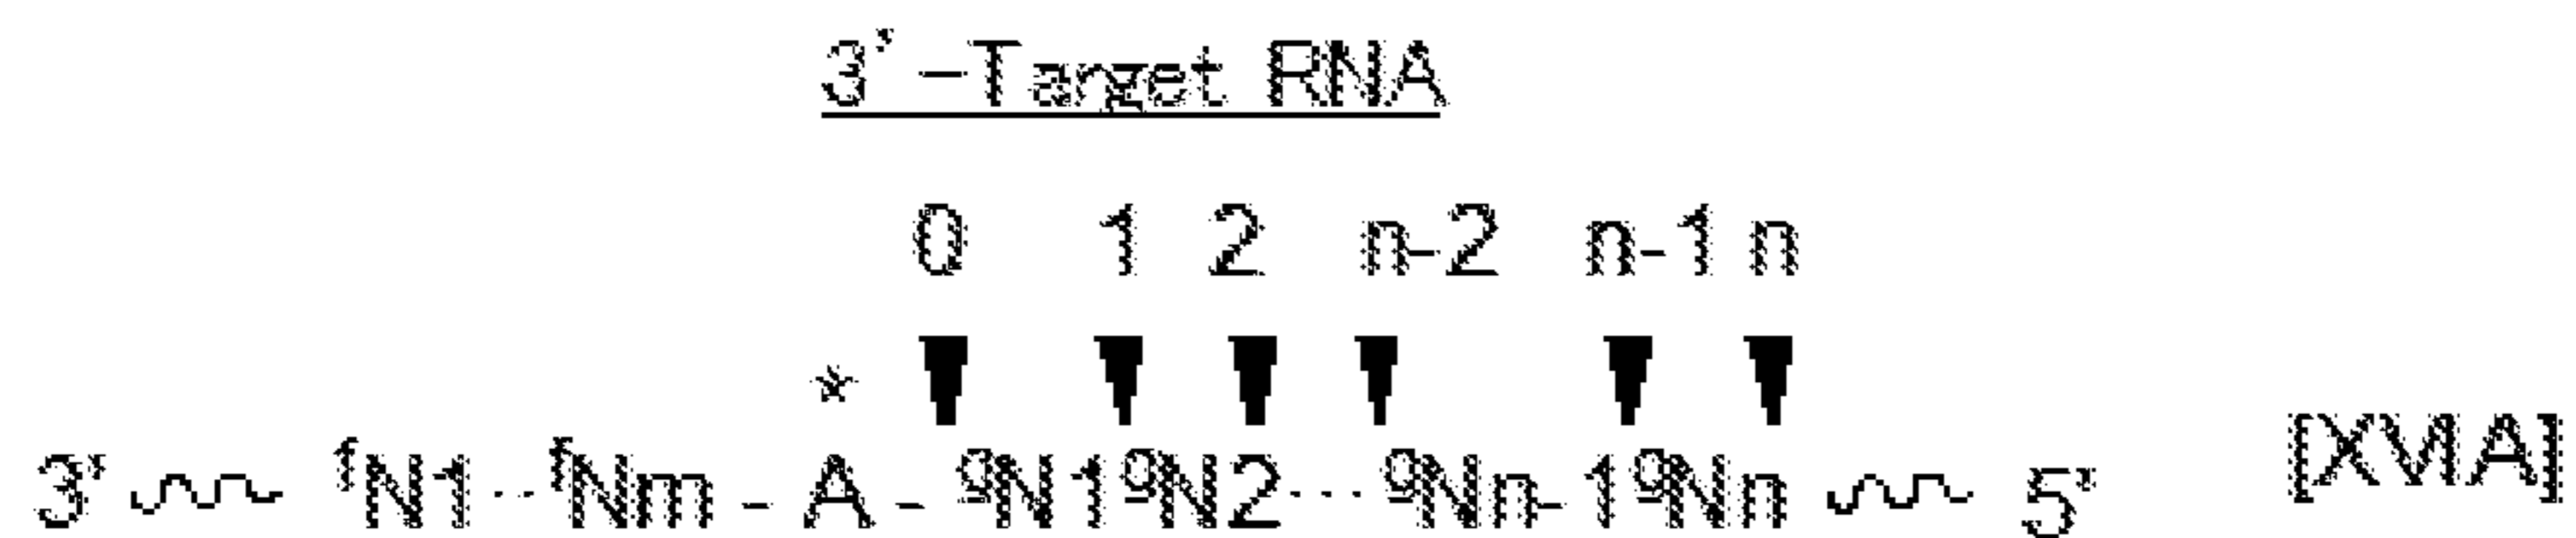 3'-Target RNA
0 1 2 n-2 n-1 n
*
3' fN1··fNm - A - gN1gN2···gNn-1gNn 5' [XVIA]